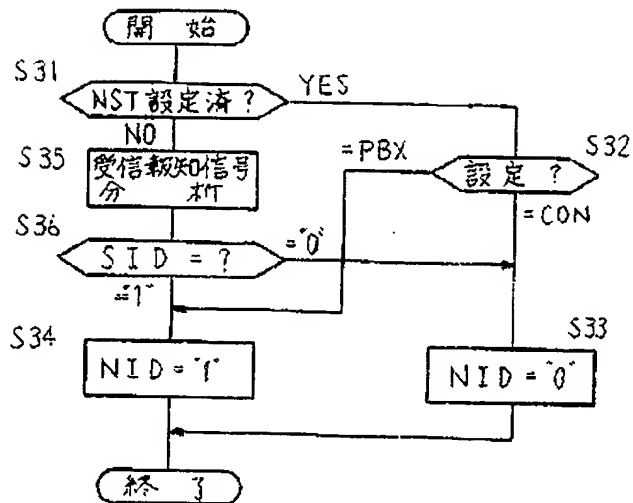 開始
S31
NST設定済?
YES
NO
S35
受信報知信号
分析
=PBX
S32
設定?
=CON
S36
SID=?
="0"
="1"
S34
NID="1"
S33
NID="0"
終了